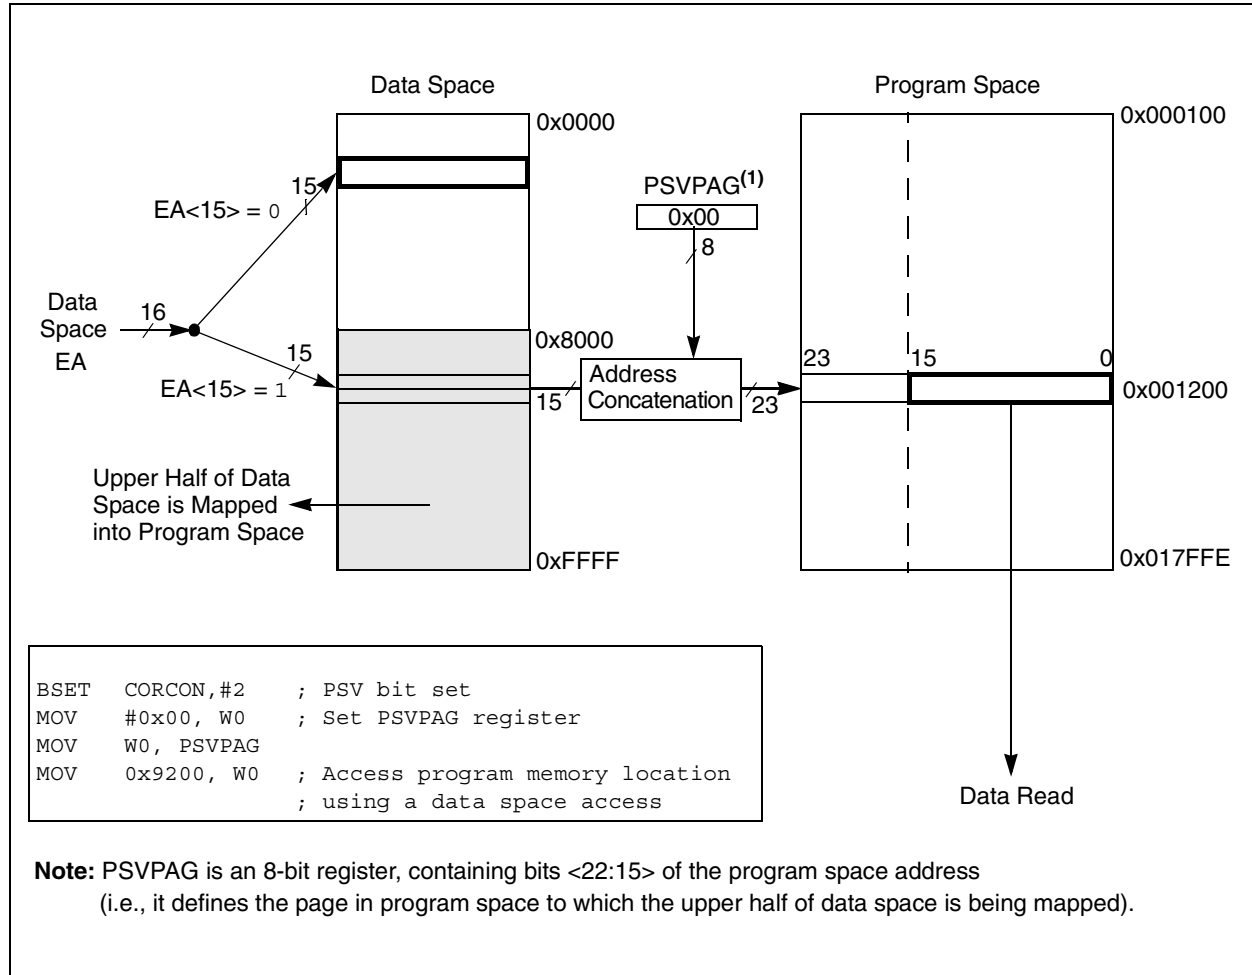 Data Space
Program Space
0x0000
0x000100
15
EA<15> = 0
PSVPAG(1)
0x00
8
Data
Space
EA
16
15
EA<15> = 1
0x8000
15
Address
Concatenation
23
23
15
0
0x001200
Upper Half of Data
Space is Mapped
into Program Space
0xFFFF
0x017FFE
BSET CORCON,#2 ; PSV bit set
MOV #0x00, W0 ; Set PSVPAG register
MOV W0, PSVPAG
MOV 0x9200, W0 ; Access program memory location
; using a data space access
Data Read
Note: PSVPAG is an 8-bit register, containing bits <22:15> of the program space address
(i.e., it defines the page in program space to which the upper half of data space is being mapped).